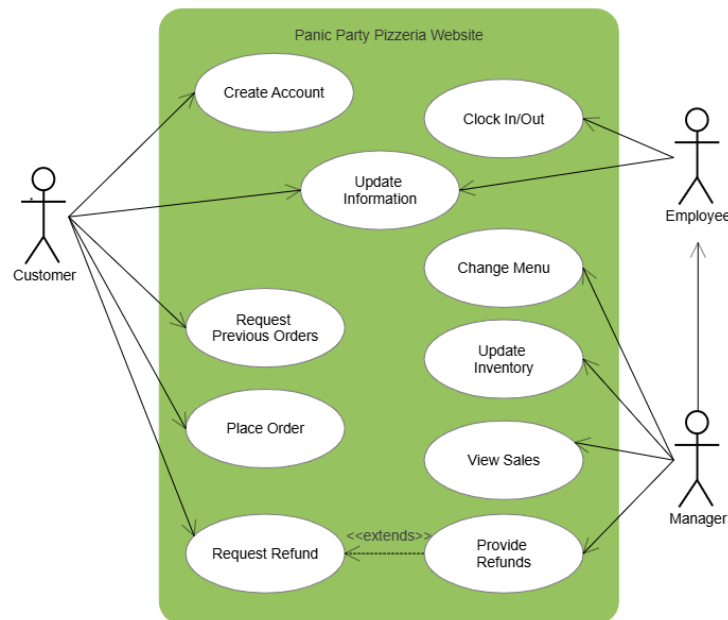 Panic Party Pizzeria Website
Create Account
Clock In/Out
Update
Information
Customer
Employee
Change Menu
Request
Previous Orders
Update
Inventory
Place Order
View Sales
Manager
<<extends>>
Request Refund
Provide
Refunds